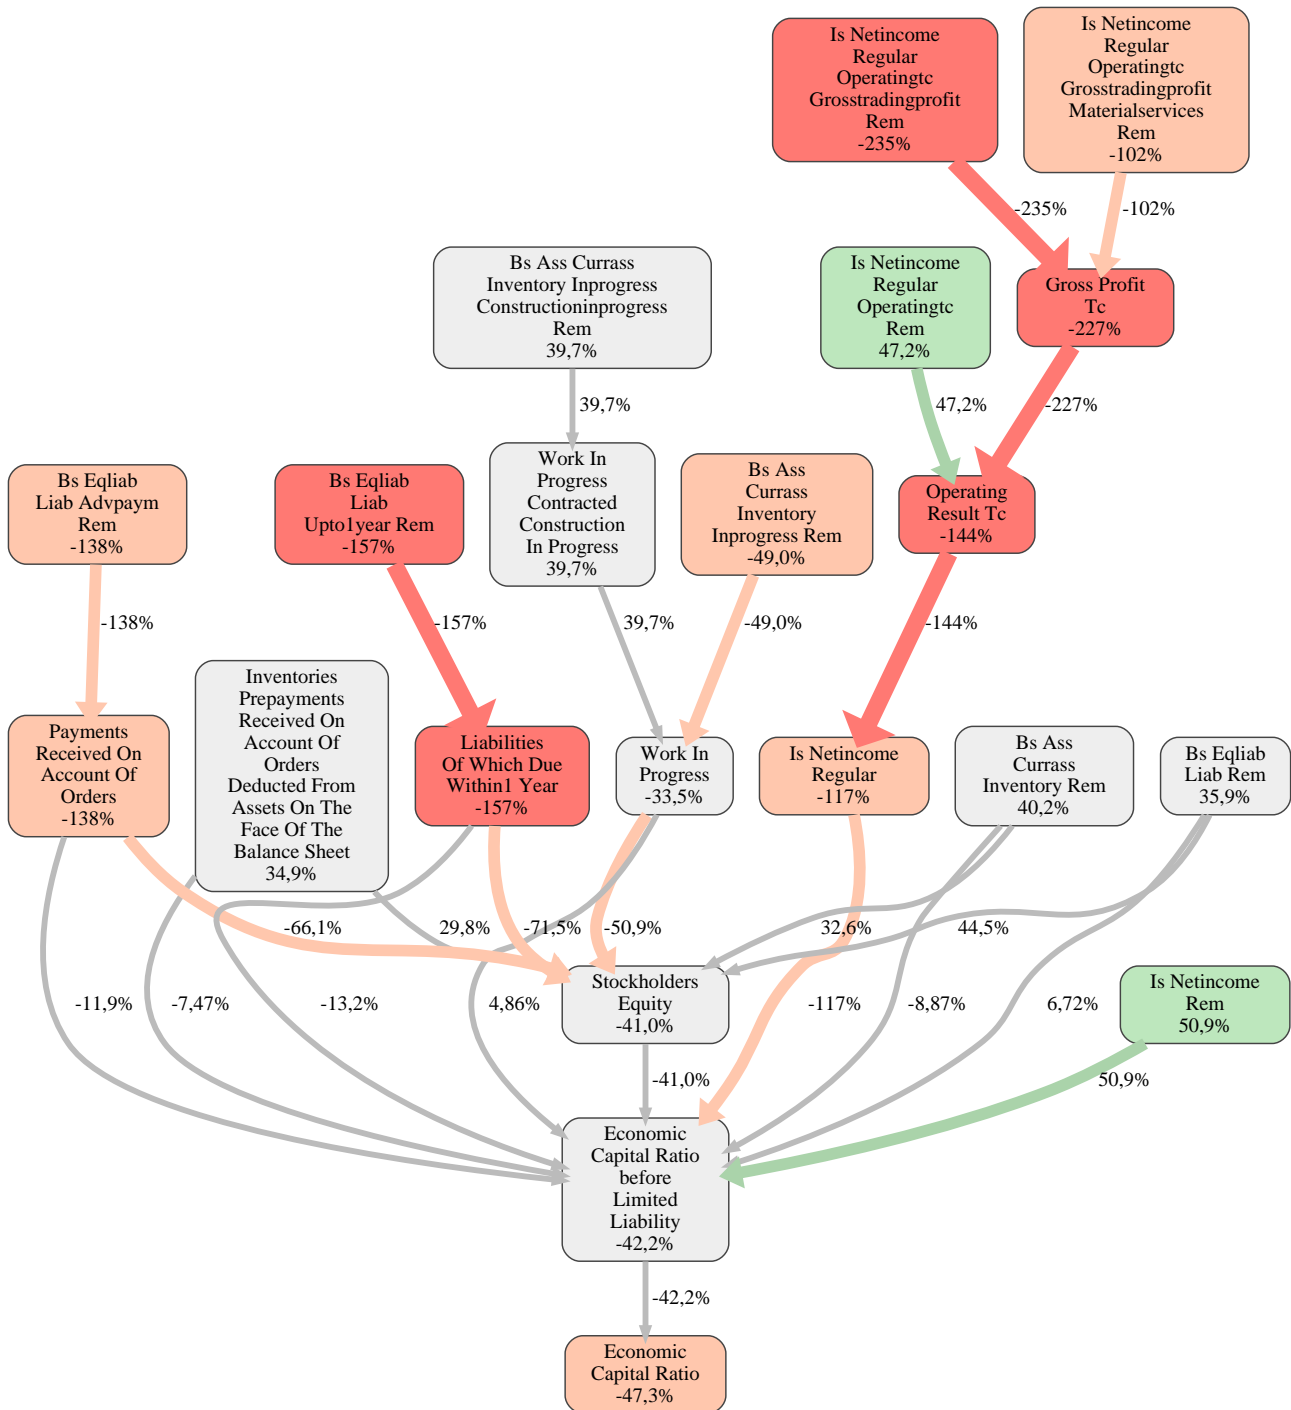 Is Netincome
Regular
Operatingtc
Grosstradingprofit
Rem
-235%
Is Netincome
Regular
Operatingtc
Grosstradingprofit
Materialservices
Rem
-102%
-235%
-102%
Bs Ass Currass
Inventory Inprogress
Constructioninprogress
Rem
39,7%
Is Netincome
Regular
Operatingtc
Rem
47,2%
Gross Profit
Tc
-227%
39,7%
47,2%
-227%
Bs Eqliab
Liab Advpaym
Rem
-138%
Bs Eqliab
Liab
Upto1year Rem
-157%
Work In
Progress
Contracted
Construction
In Progress
39,7%
Bs Ass
Currass
Inventory
Inprogress Rem
-49,0%
Operating
Result Tc
-144%
-138%
-157%
39,7%
-49,0%
-144%
Payments
Received On
Account Of
Orders
-138%
Inventories
Prepayments
Received On
Account Of
Orders
Deducted From
Assets On The
Face Of The
Balance Sheet
34,9%
Liabilities
Of Which Due
Within1 Year
-157%
Work In
Progress
-33,5%
Is Netincome
Regular
-117%
Bs Ass
Currass
Inventory Rem
40,2%
Bs Eqliab
Liab Rem
35,9%
-66,1%
29,8%
-71,5%
-50,9%
32,6%
44,5%
-11,9%
-7,47%
-13,2%
4,86%
Stockholders
Equity
-41,0%
-117%
-8,87%
6,72%
Is Netincome
Rem
50,9%
-41,0%
50,9%
Economic
Capital Ratio
before
Limited
Liability
-42,2%
-42,2%
Economic
Capital Ratio
-47,3%